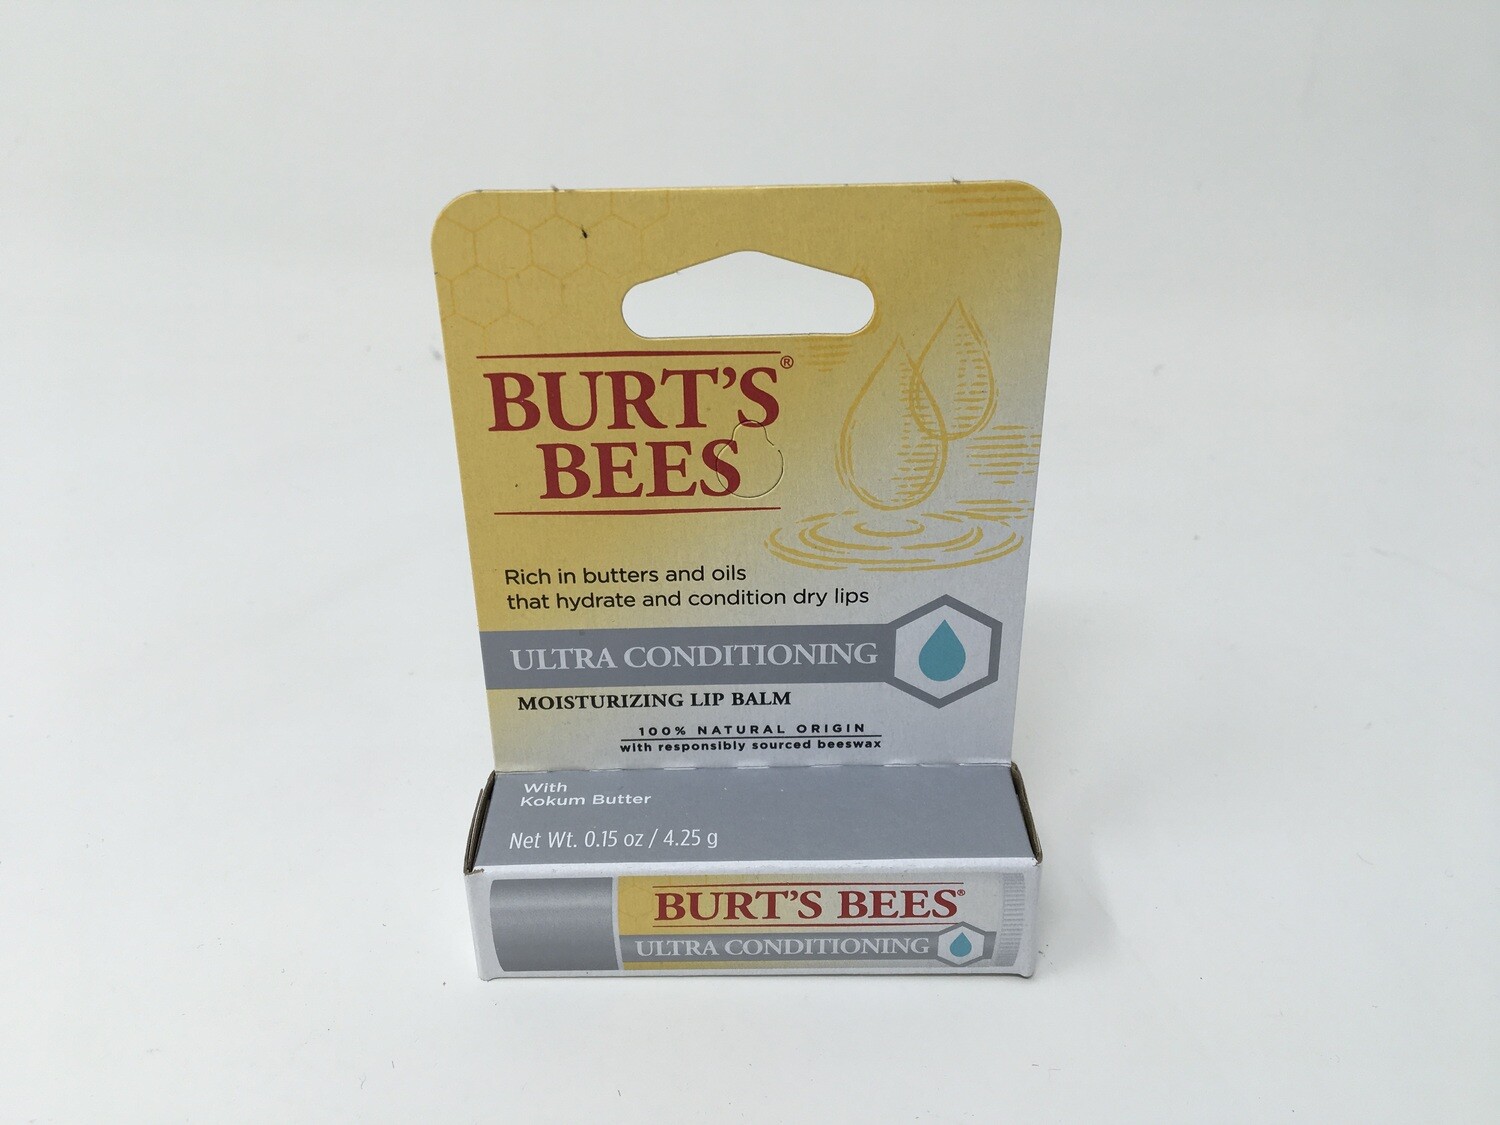 BURT'S®
BEES
Rich in butters and oils
that hydrate and condition dry lips
ULTRA CONDITIONING
MOISTURIZING LIP BALM
100% NATURAL ORIGIN
with responsibly sourced beeswax
With
Kokum Butter
Net Wt. 0.15 oz / 4.25 g
BURT'S BEES®
ULTRA CONDITIONING